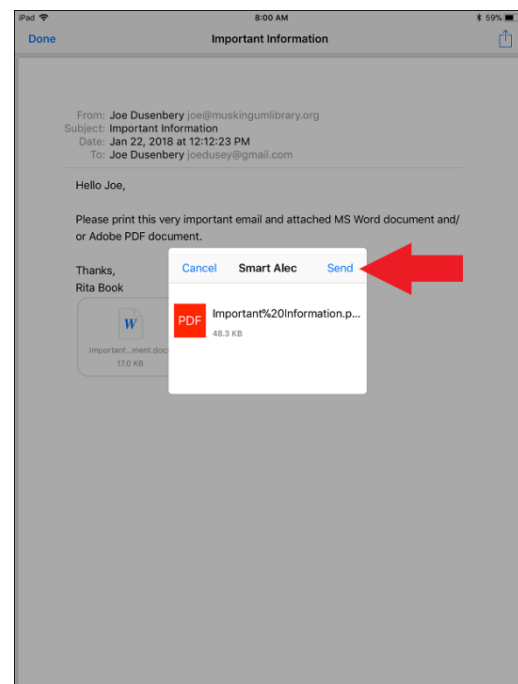 iPad 8:00 AM 59%
Done Important Information
From: Joe Dusenbery joe@muskingumlibrary.org
Subject: Important Information
Date: Jan 22, 2018 at 12:12:23 PM
To: Joe Dusenbery joedusey@gmail.com
Hello Joe,
Please print this very important email and attached MS Word document and/
or Adobe PDF document.
Thanks,
Rita Book
W
Important...ment.doc
17.0 KB
Cancel Smart Alec Send
PDF Important%20Information.p...
48.3 KB